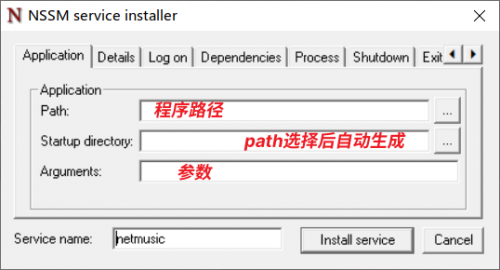 NSSM service installer
Application Details Log on Dependencies Process Shutdown Exit
Application
Path: 程序路径 ...
Startup directory: path选择后自动生成 ...
Arguments: 参数
Service name: netmusic Install service Cancel